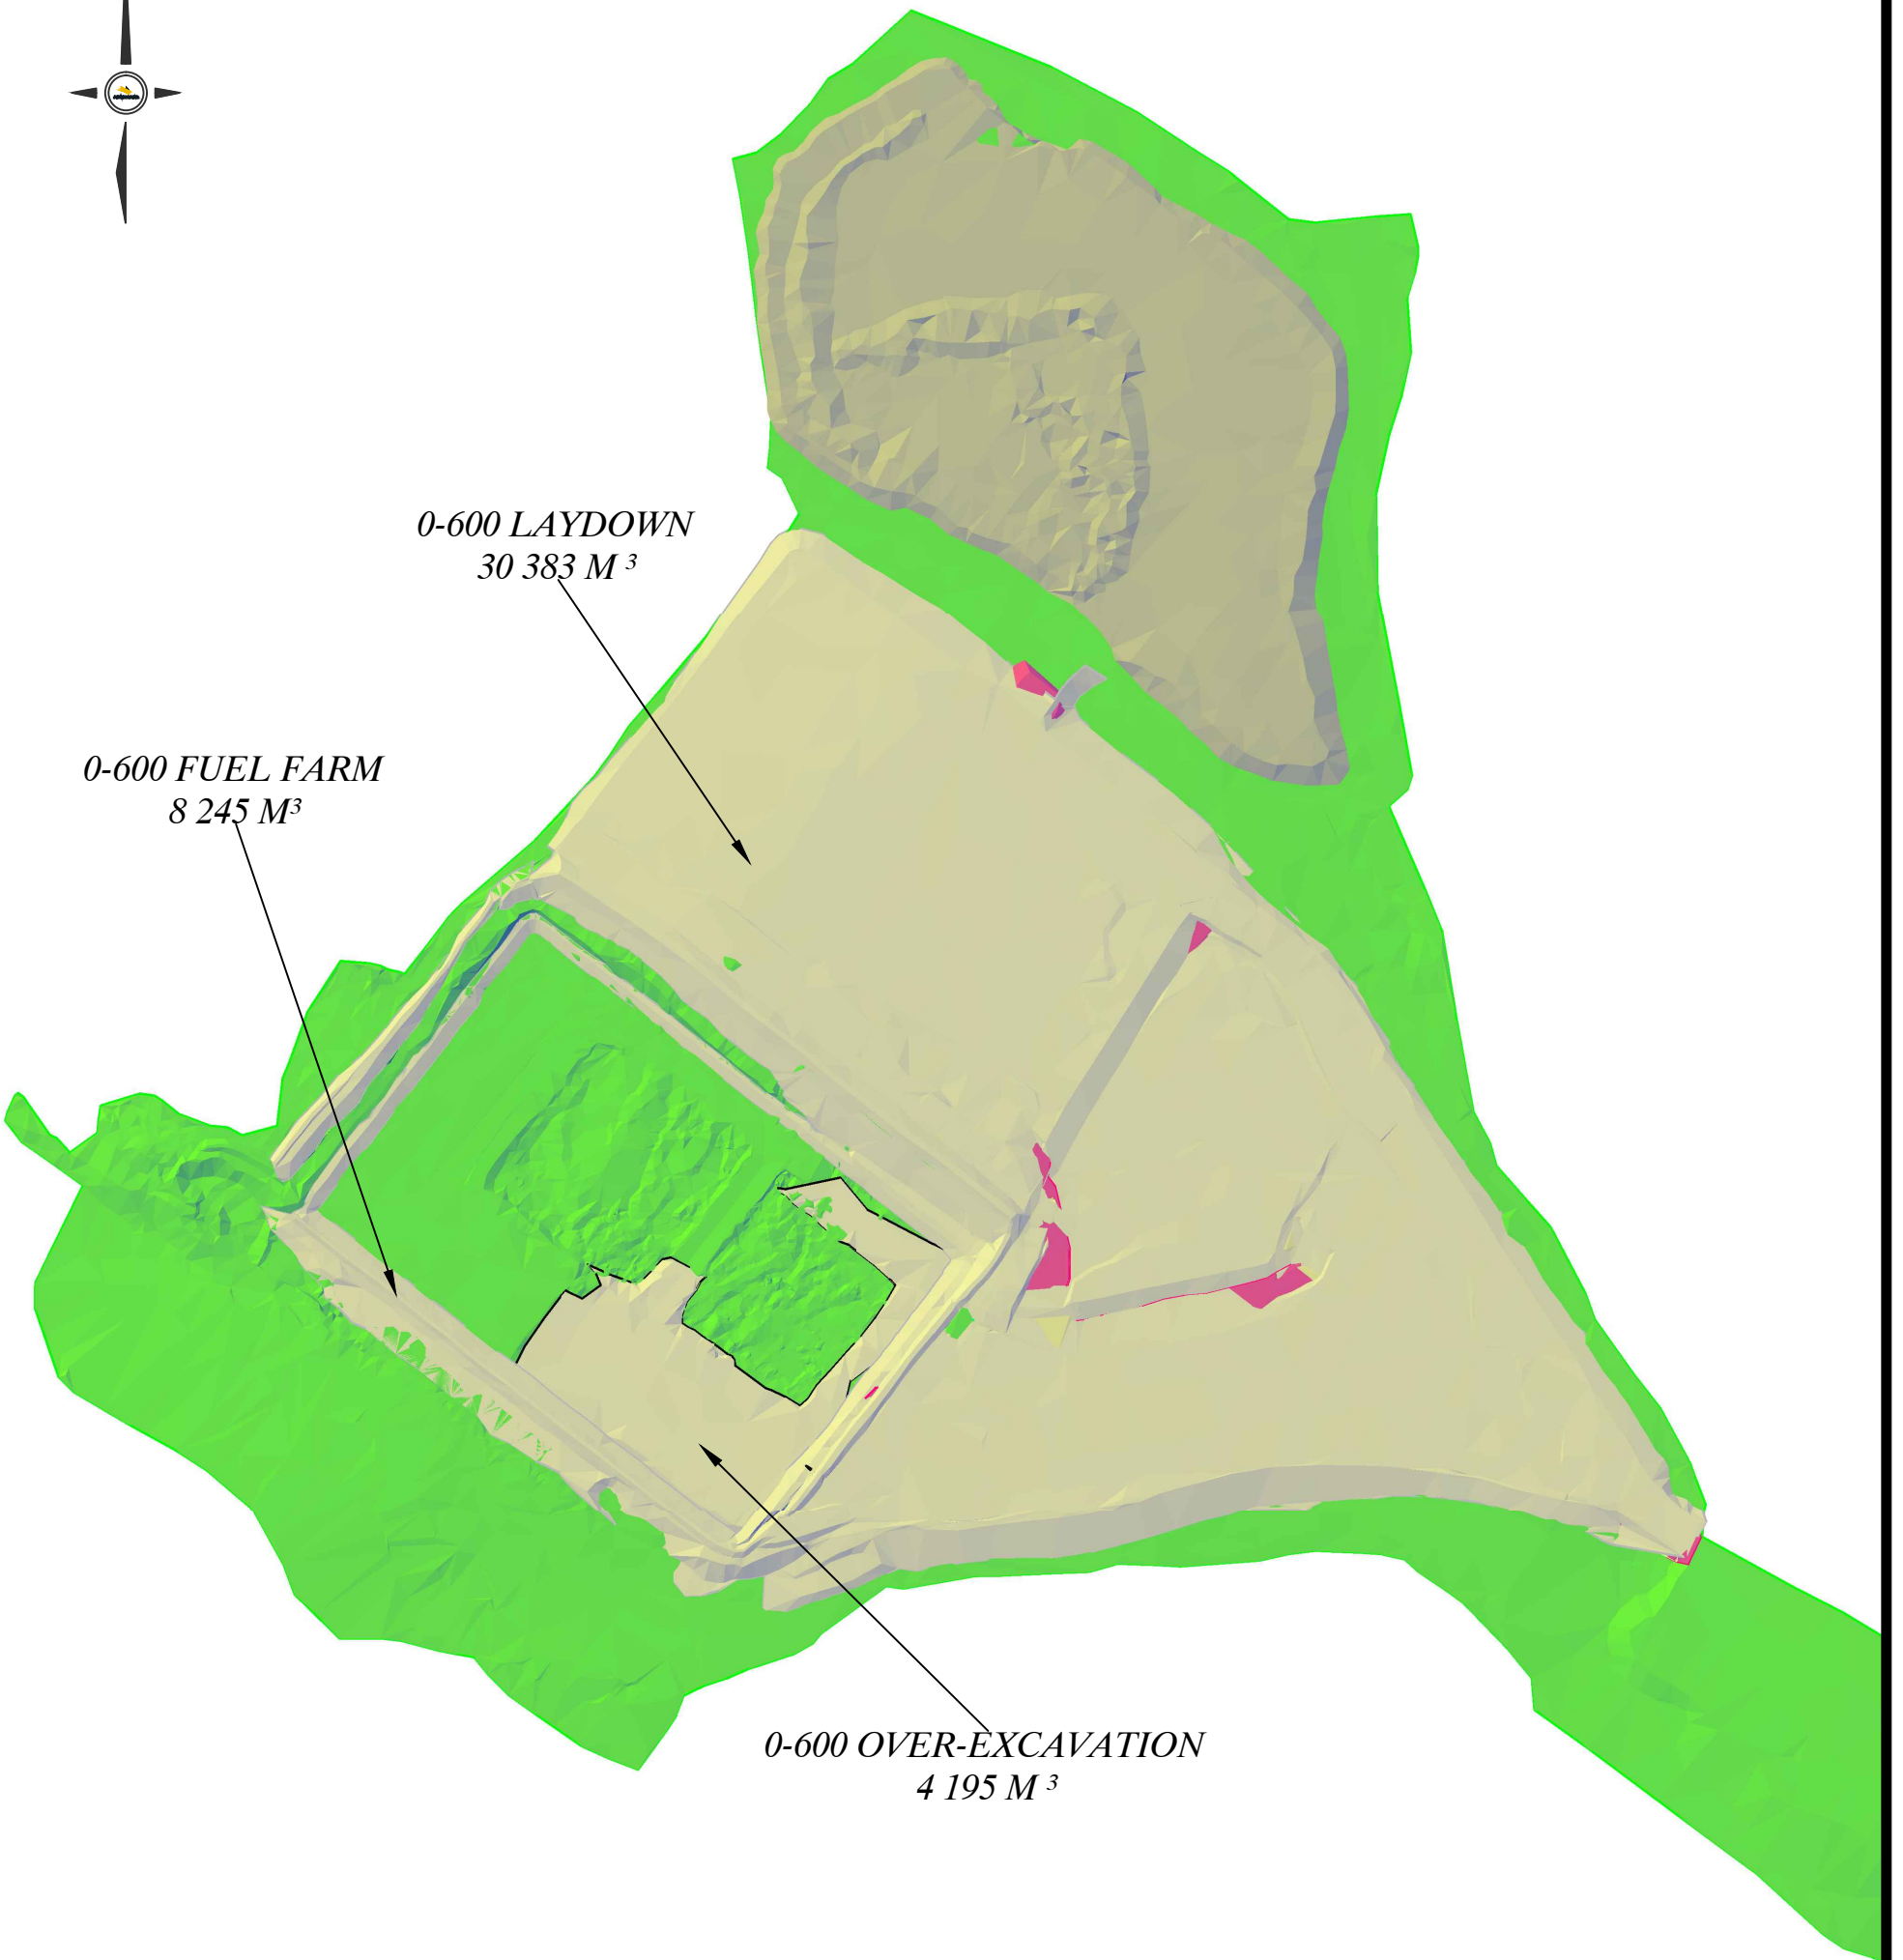 0-600 LAYDOWN
30 383 M ³
0-600 FUEL FARM
8 245 M³
0-600 OVER-EXCAVATION
4 195 M ³